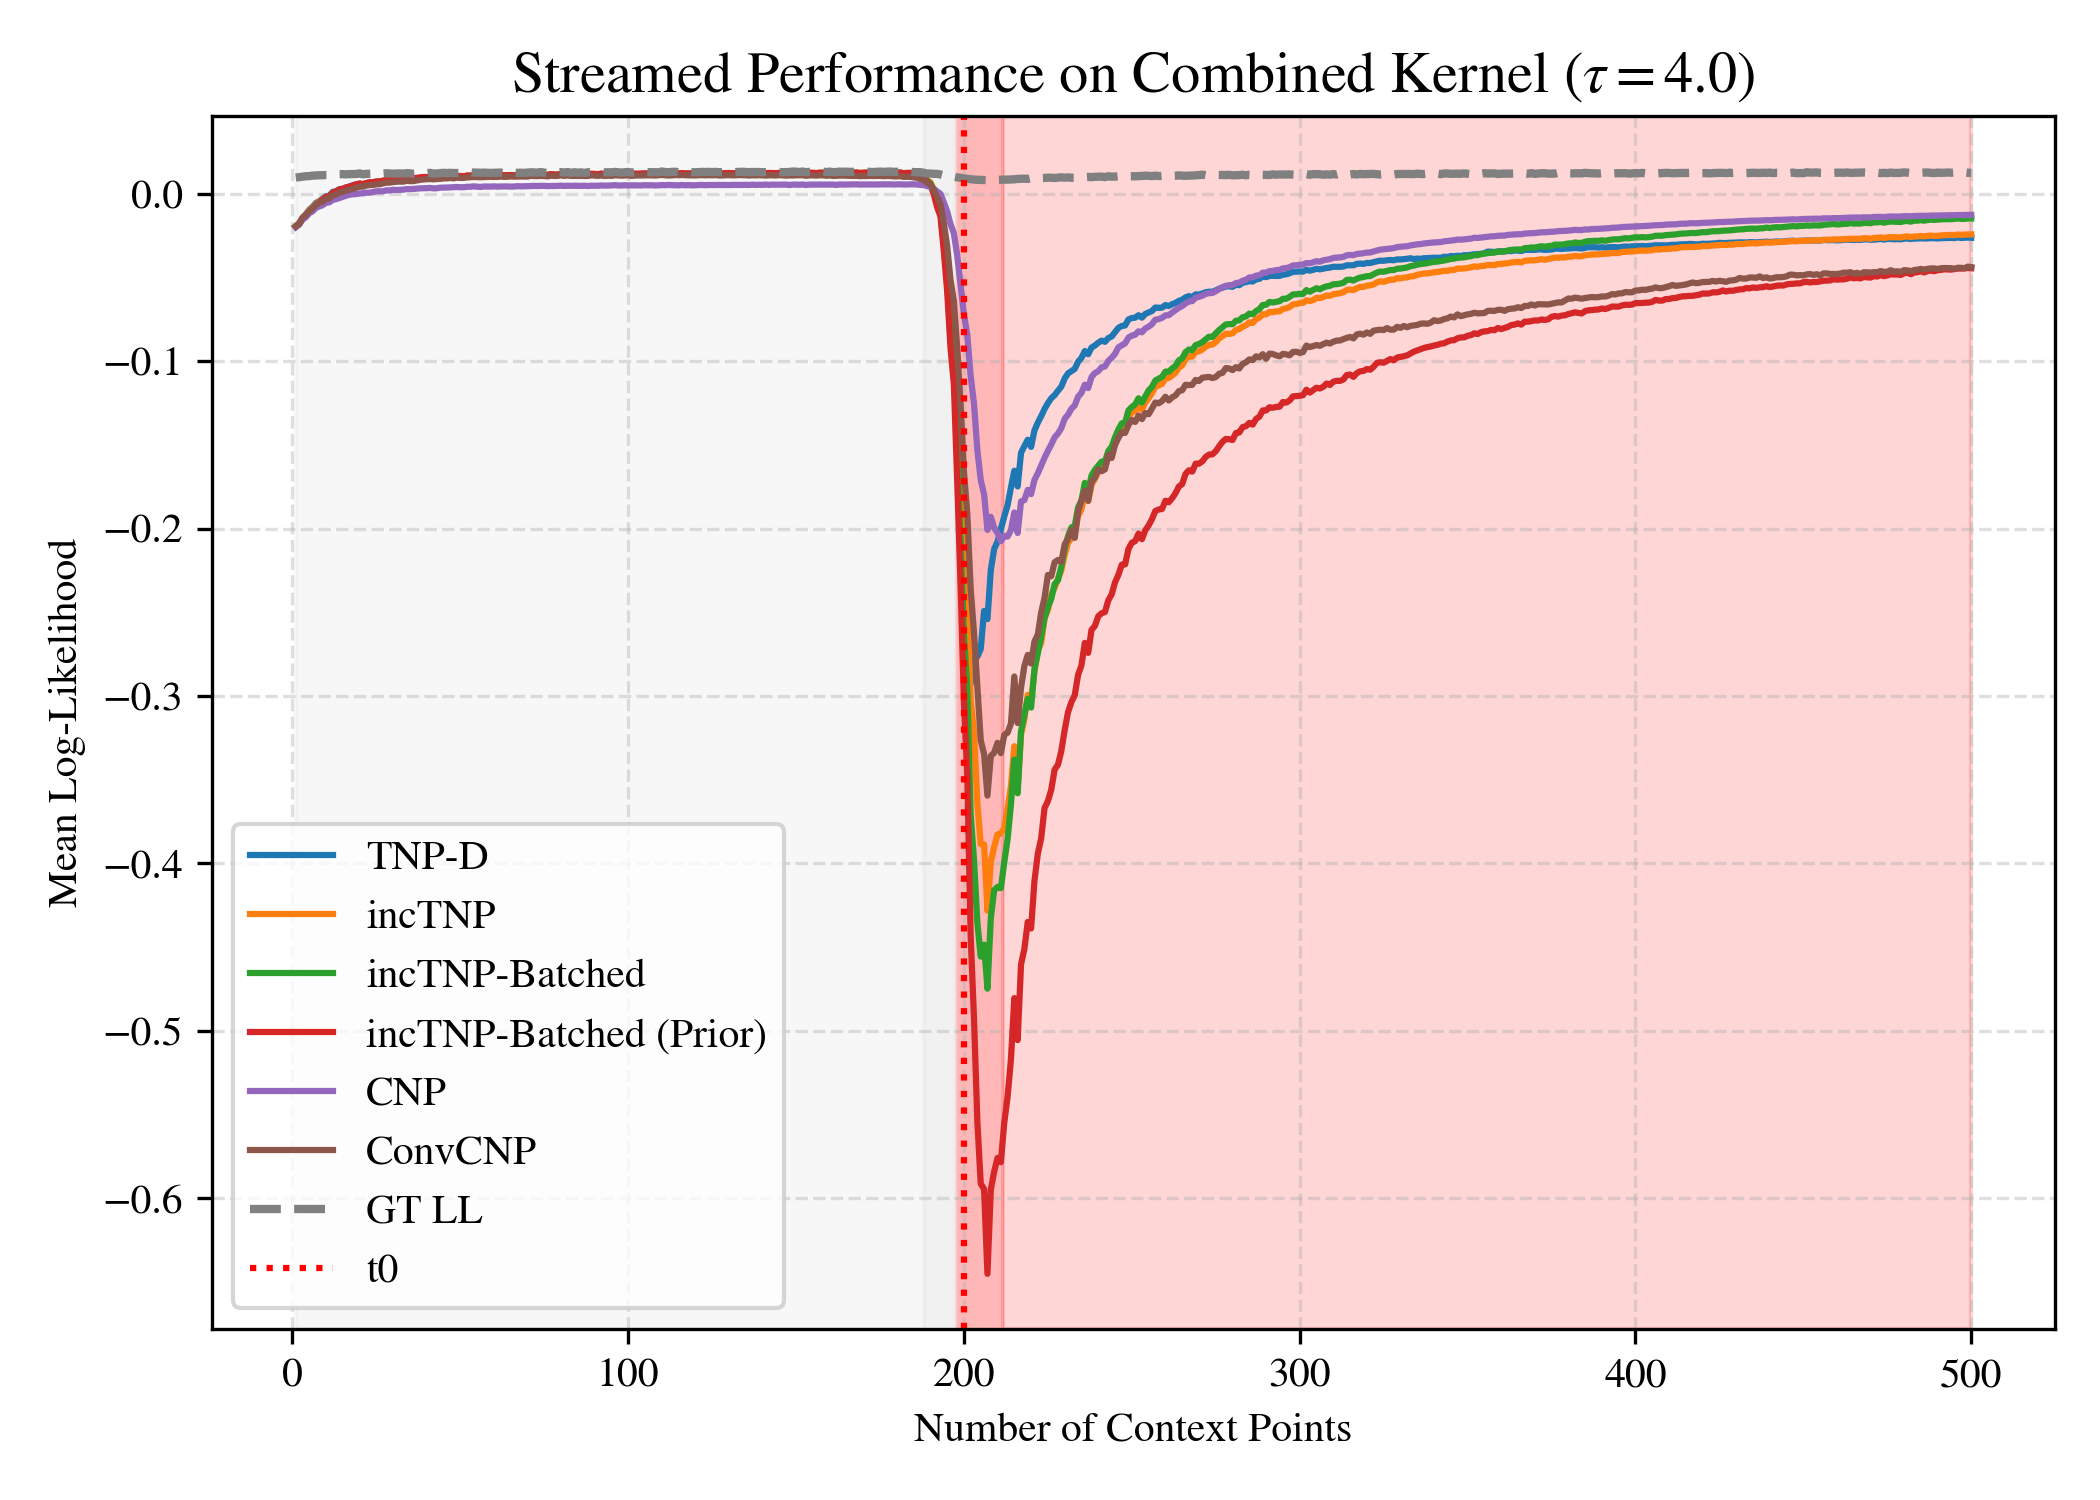 Streamed Performance on Combined Kernel (τ = 4.0)
Mean Log-Likelihood
0.0
−0.1
−0.2
−0.3
−0.4
−0.5
−0.6
TNP-D
incTNP
incTNP-Batched
incTNP-Batched (Prior)
CNP
ConvCNP
GT LL
t0
0 100 200 300 400 500
Number of Context Points